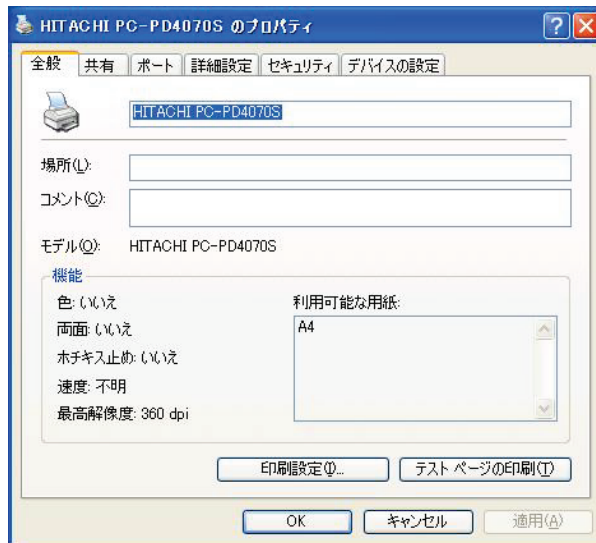 HITACHI PC-PD4070S のプロパティ
全般 共有 ポート 詳細設定 セキュリティ デバイスの設定
HITACHI PC-PD4070S
場所(L):
コメント(C):
モデル(O): HITACHI PC-PD4070S
機能
色: いいえ 利用可能な用紙:
両面: いいえ A4
ホチキス止め: いいえ
速度: 不明
最高解像度: 360 dpi
印刷設定(I)... テスト ページの印刷(T)
OK キャンセル 適用(A)